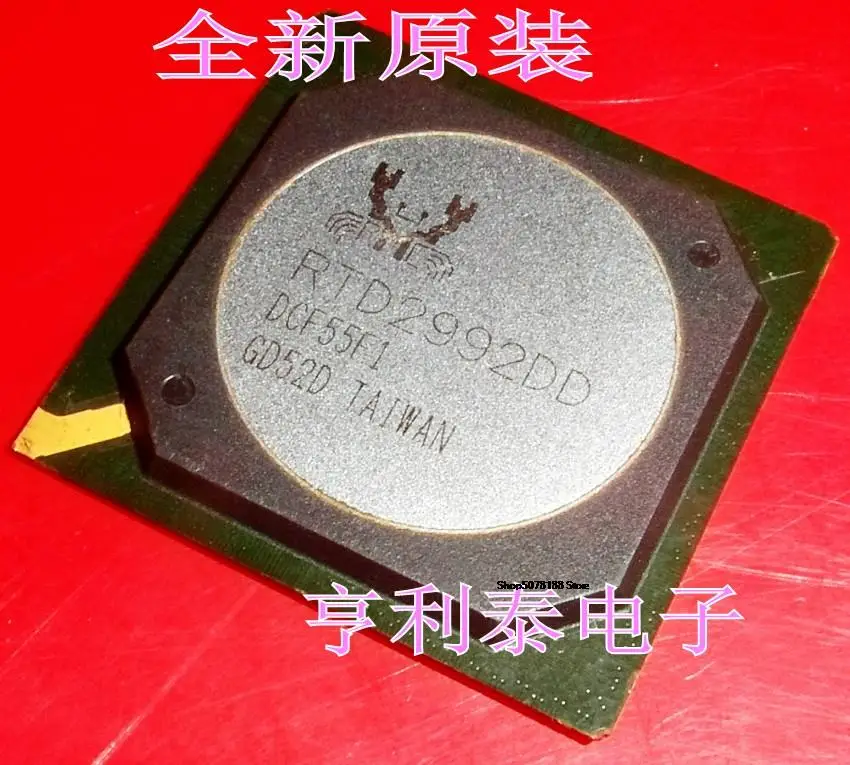 全新原装
RTD2992DD
DCF55F1
GD52D TAIWAN
Shop5078188 Store
亨利泰电子